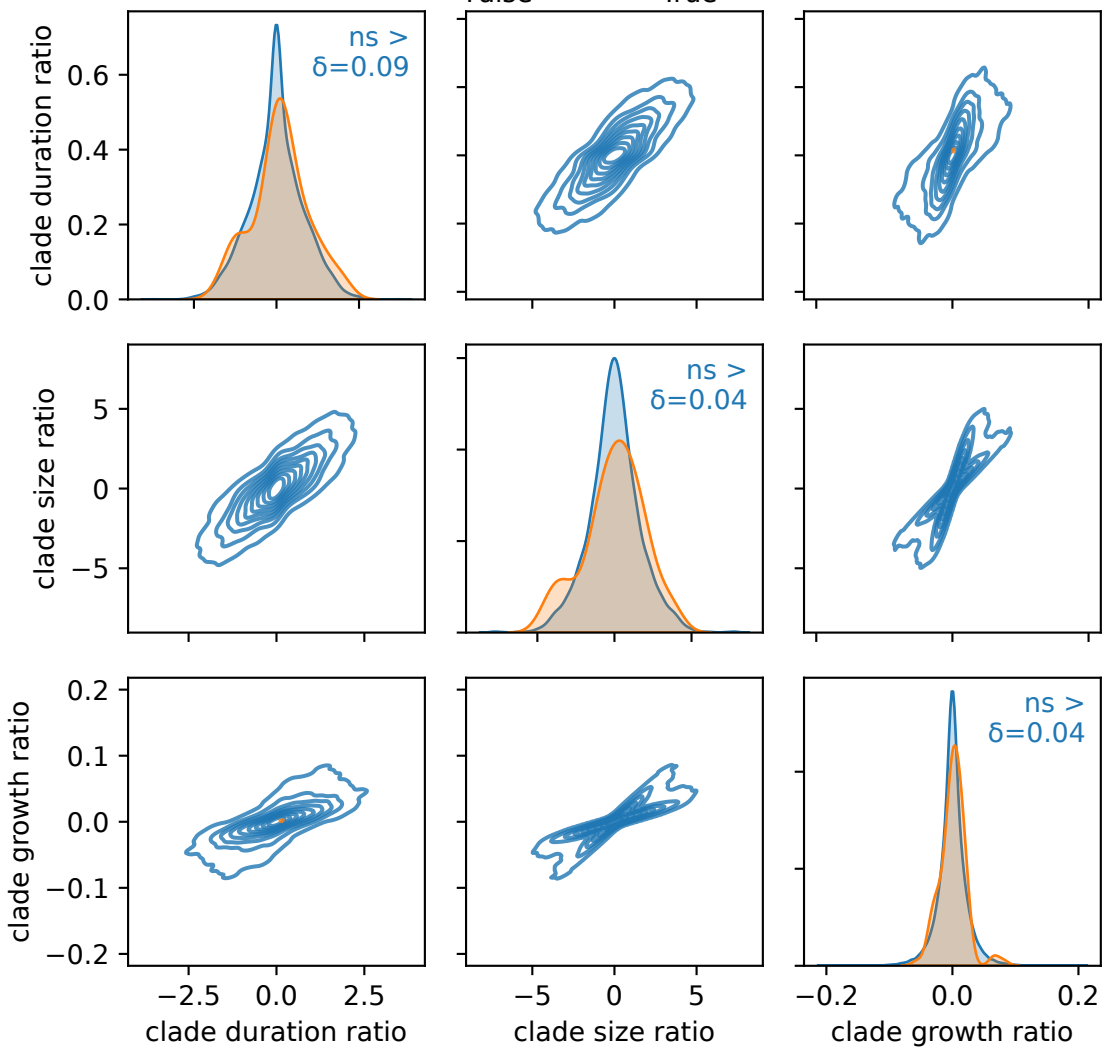 clade duration ratio
0.6
0.4
0.2
0.0
ns >
δ=0.09
clade size ratio
5
0
−5
ns >
δ=0.04
clade growth ratio
0.2
0.1
0.0
−0.1
−0.2
ns >
δ=0.04
−2.5 0.0 2.5
−5 0 5
−0.2 0.0 0.2
clade duration ratio
clade size ratio
clade growth ratio